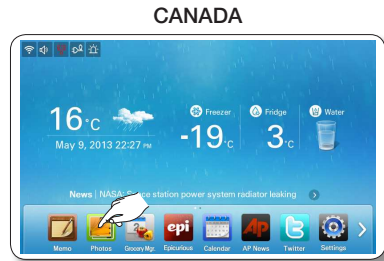 CANADA
16°C
Freezer
-19°C
Fridge
3°C
Water
May 9, 2013 22:27 PM
News | NASA: Space station power system radiator leaking
Memo
Photos
Grocery Mgr.
epi
Epicurious
Calendar
AP
AP News
Twitter
Settings